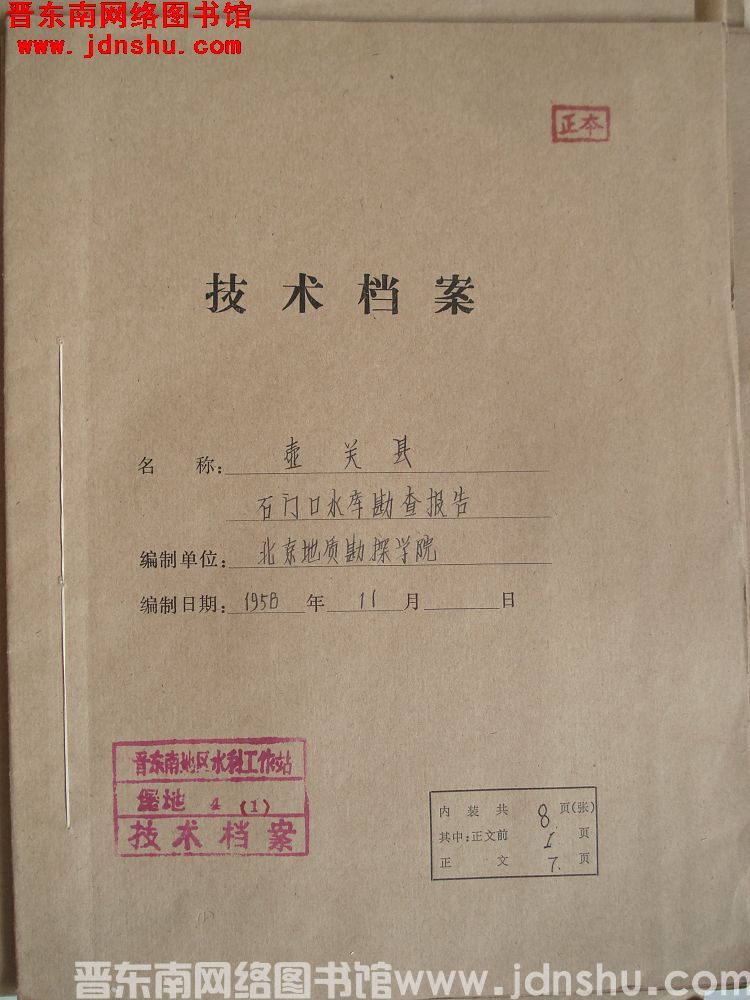 晋东南网络图书馆
www.jdnshu.com
正本
技术档案
名称:壶关县
石门口水库勘查报告
编制单位:北京地质勘探学院
编制日期:1958年11月 日
晋东南地区水利工作站
4 (1)
技术档案
内装共8页(张)
其中:正文前1页
正文7.页
晋东南网络图书馆www.jdnshu.com